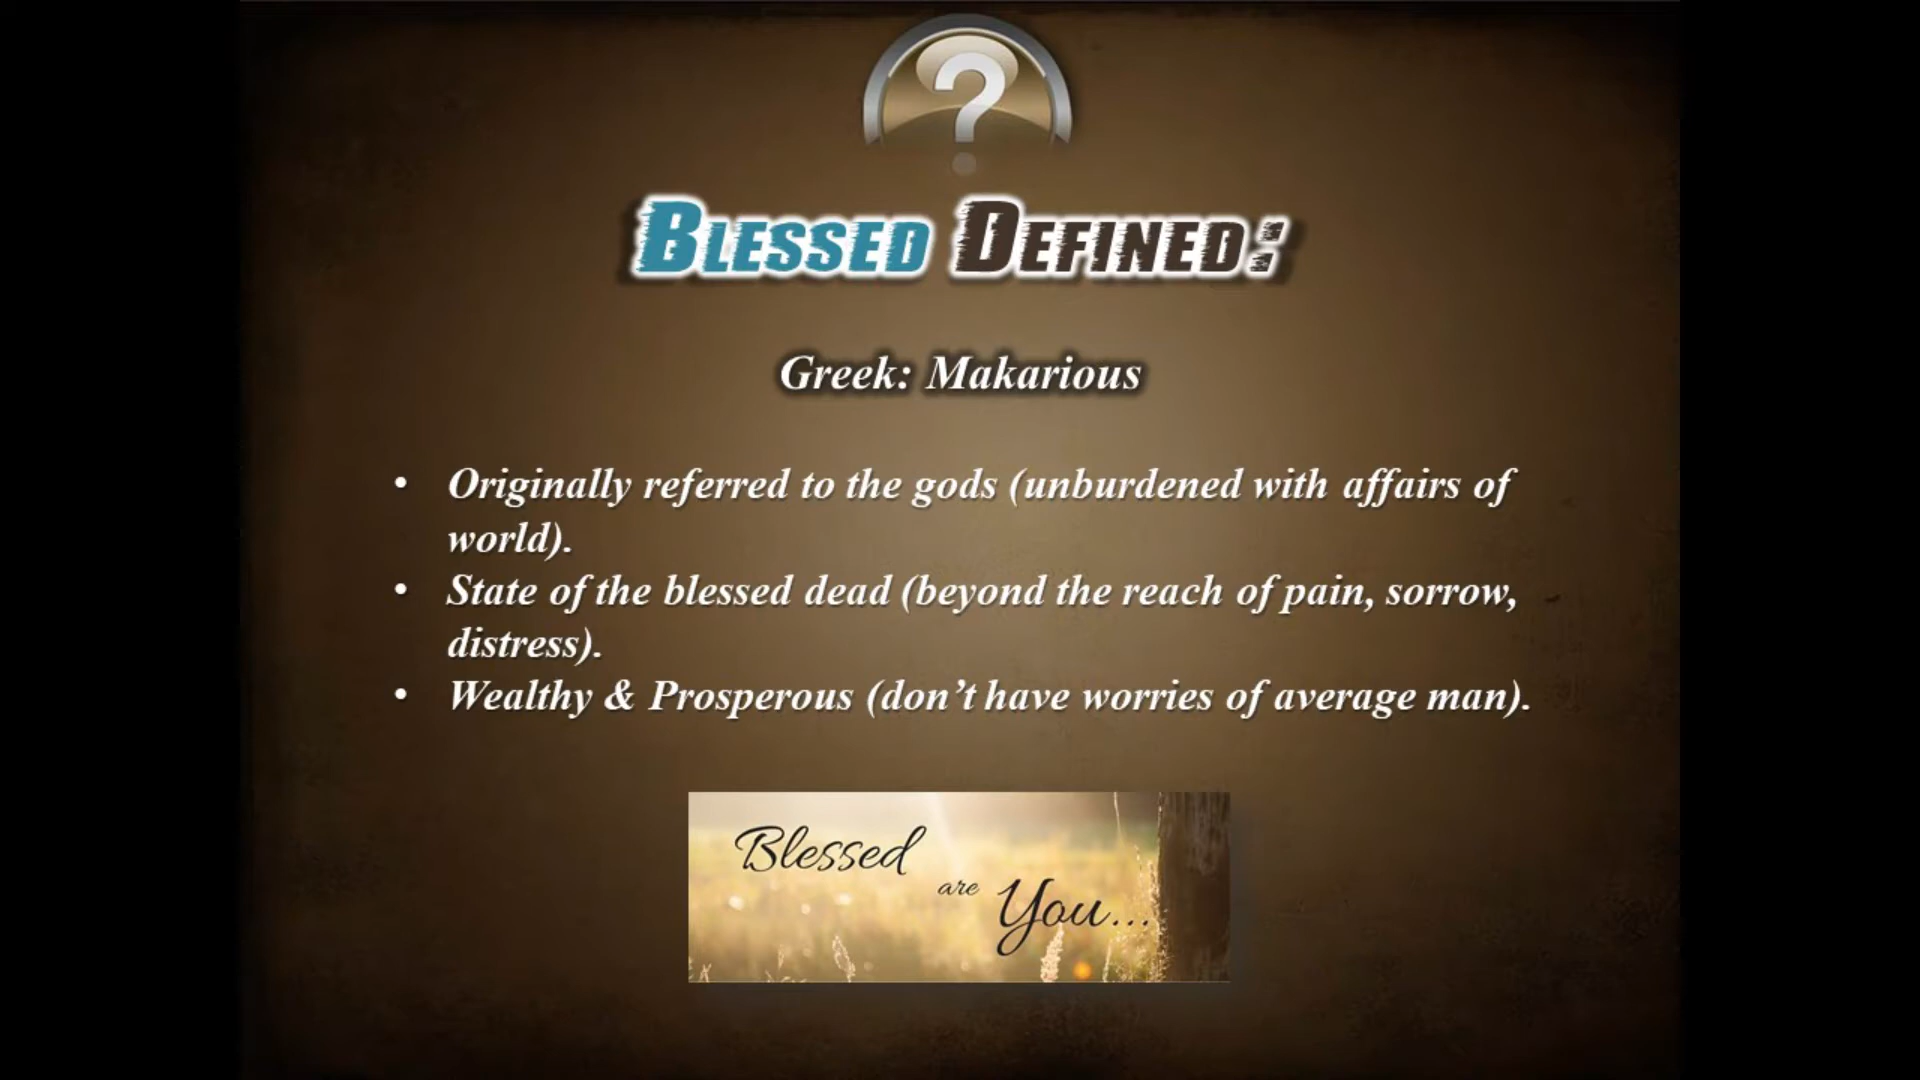 ?
Blessed Defined:
Greek: Makarious
• Originally referred to the gods (unburdened with affairs of
world).
• State of the blessed dead (beyond the reach of pain, sorrow,
distress).
• Wealthy & Prosperous (don’t have worries of average man).
Blessed
are
You...